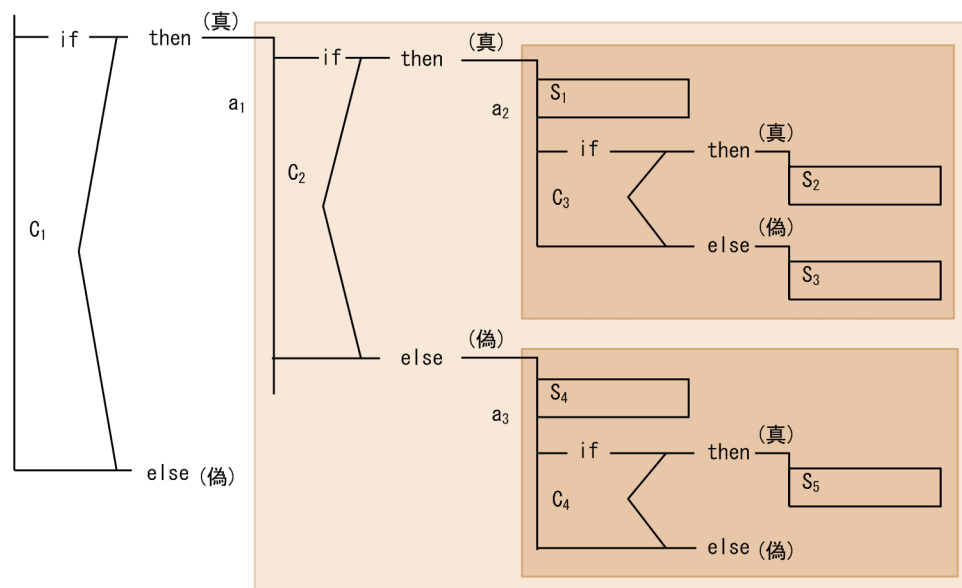 if then (真)
C₁
else (偽)
a₁
if then (真)
C₂
else (偽)
a₂
S₁
if then (真)
C₃
S₂
else (偽)
S₃
a₃
S₄
if then (真)
C₄
S₅
else (偽)